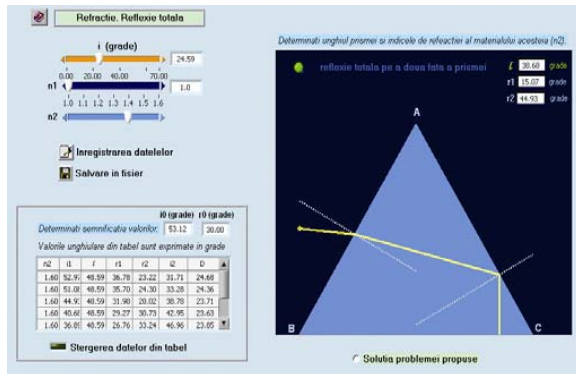 Refractie. Reflexie totala
i (grade)
24.59
0.00 20.00 40.00 70.00
n1
1.0
1.0 1.1 1.2 1.3 1.4 1.5 1.6
n2
Inregistrarea datelelor
Salvare in fisier
i0 (grade) r0 (grade)
Determinati semnificatia valorilor. 53.12 30.00
Valorile unghiulare din tabel sunt exprimate in grade
n2 i1 r1 r2 i2 D
1.60 52.9 48.59 36.78 23.22 31.71 24.68
1.60 51.0 48.59 35.70 24.30 33.28 24.36
1.60 44.9 48.59 31.98 28.02 38.78 23.71
1.60 40.6 48.59 29.27 30.73 42.95 23.63
1.60 36.8 48.59 26.76 33.24 46.96 23.85
Stergerea datelor din tabel
Determinati unghiul prismei si indicele de refractiei al materialului acesteia (n2).
reflexie totala pe a doua fata a prismei
38.68 grade
r1 15.07 grade
r2 44.93 grade
A
B
C
Solutia problemei propuse